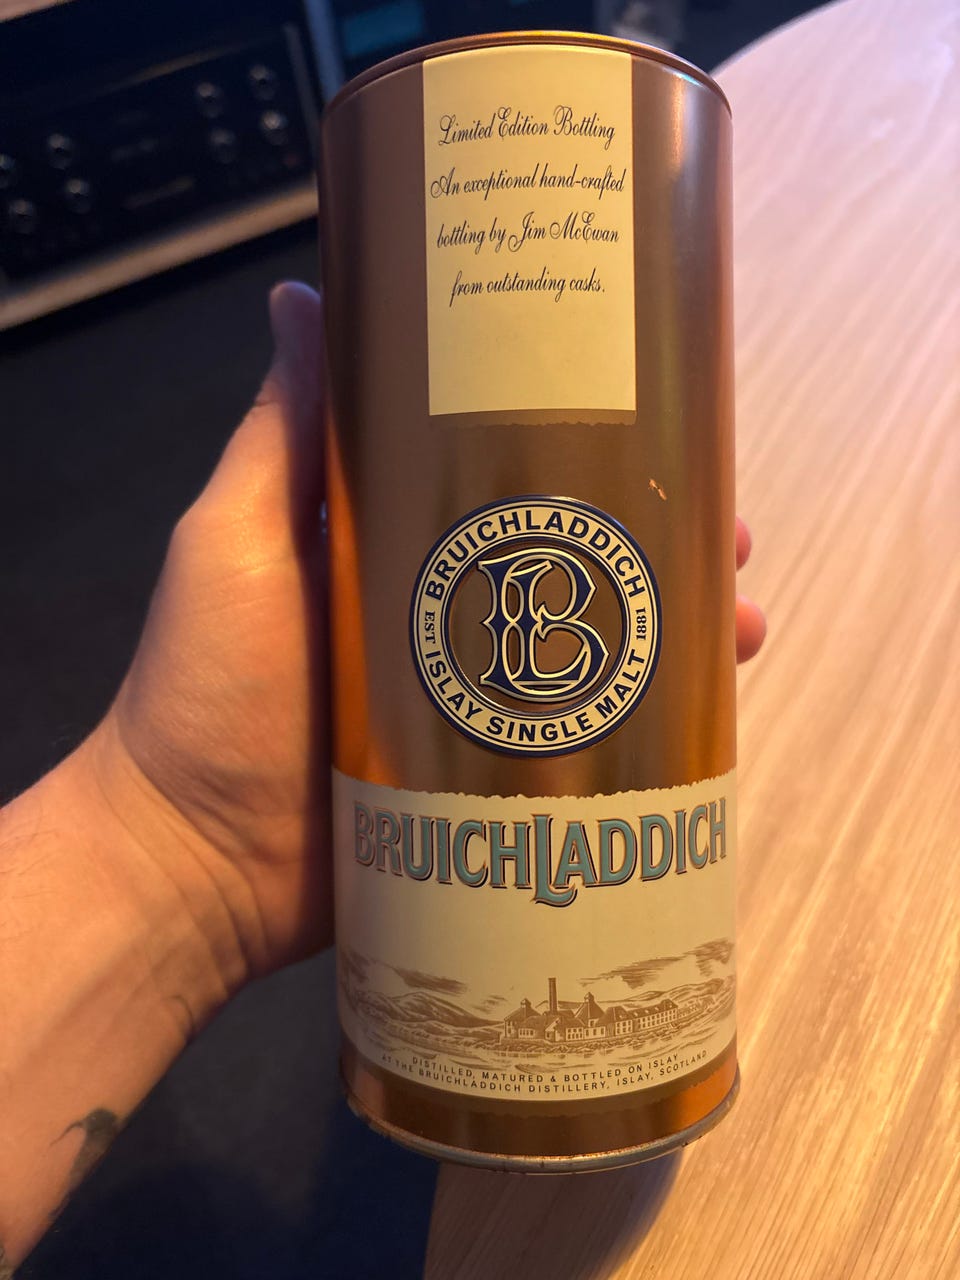 Limited Edition Bottling
An exceptional hand-crafted
bottling by Jim McEwan
from outstanding casks.
BRUICHLADDICH
EST 1881
BL
ISLAY SINGLE MALT
BRUICHLADDICH
DISTILLED, MATURED & BOTTLED ON ISLAY
AT THE BRUICHLADDICH DISTILLERY, ISLAY, SCOTLAND